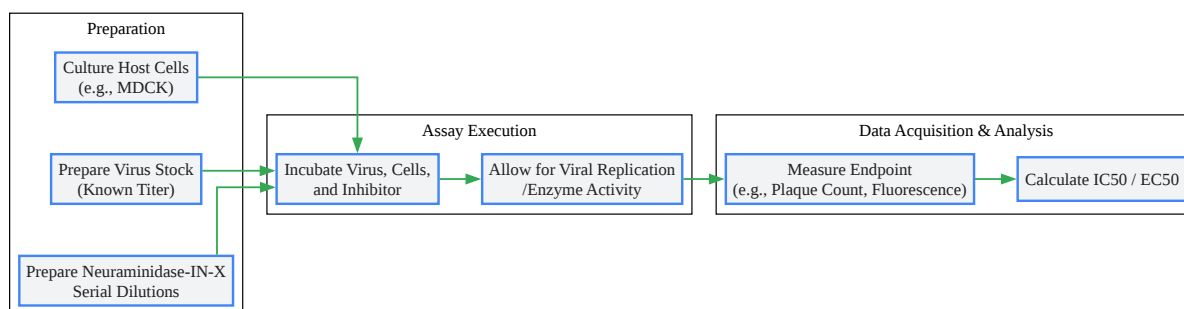 Preparation
Culture Host Cells
(e.g., MDCK)
Prepare Virus Stock
(Known Titer)
Prepare Neuraminidase-IN-X
Serial Dilutions
Assay Execution
Incubate Virus, Cells,
and Inhibitor
Allow for Viral Replication
/Enzyme Activity
Data Acquisition & Analysis
Measure Endpoint
(e.g., Plaque Count, Fluorescence)
Calculate IC50 / EC50